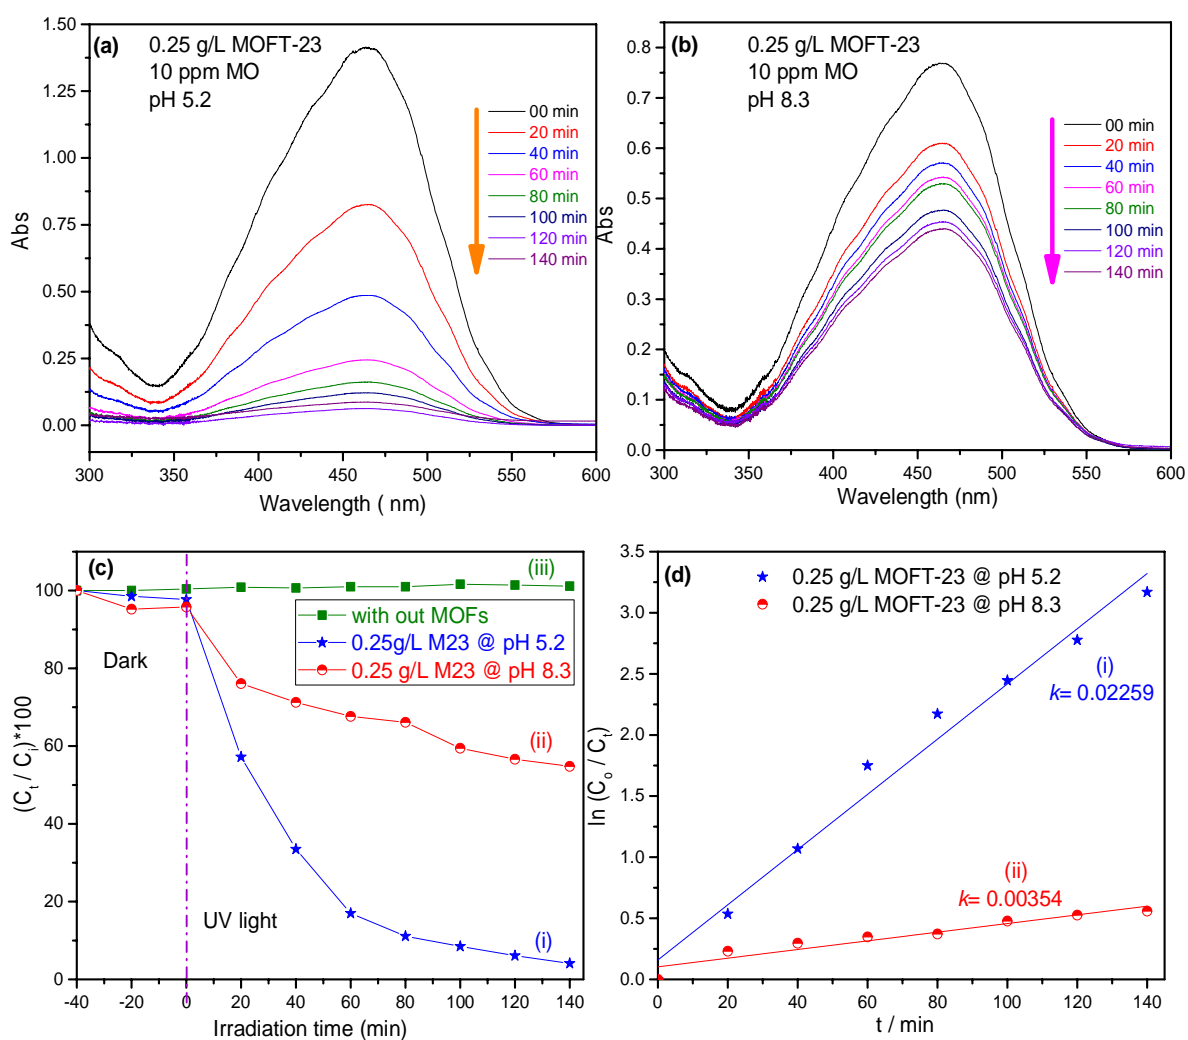 (a)
0.25 g/L MOFT-23
10 ppm MO
pH 5.2
00 min
20 min
40 min
60 min
80 min
100 min
120 min
140 min
1.50
1.25
1.00
0.75
0.50
0.25
0.00
Abs
300 350 400 450 500 550 600
Wavelength ( nm)
(b)
0.25 g/L MOFT-23
10 ppm MO
pH 8.3
00 min
20 min
40 min
60 min
80 min
100 min
120 min
140 min
0.8
0.7
0.6
0.5
0.4
0.3
0.2
0.1
0.0
Abs
300 350 400 450 500 550 600
Wavelength (nm)
(c)
(iii)
with out MOFs
0.25g/L M23 @ pH 5.2
0.25 g/L M23 @ pH 8.3
Dark
(ii)
UV light
(i)
100
80
60
40
20
0
(Ct / Ci)*100
-40 -20 0 20 40 60 80 100 120 140
Irradiation time (min)
(d)
0.25 g/L MOFT-23 @ pH 5.2
0.25 g/L MOFT-23 @ pH 8.3
(i)
k= 0.02259
(ii)
k= 0.00354
3.5
3.0
2.5
2.0
1.5
1.0
0.5
0.0
ln (Co / Ct)
0 20 40 60 80 100 120 140
t / min